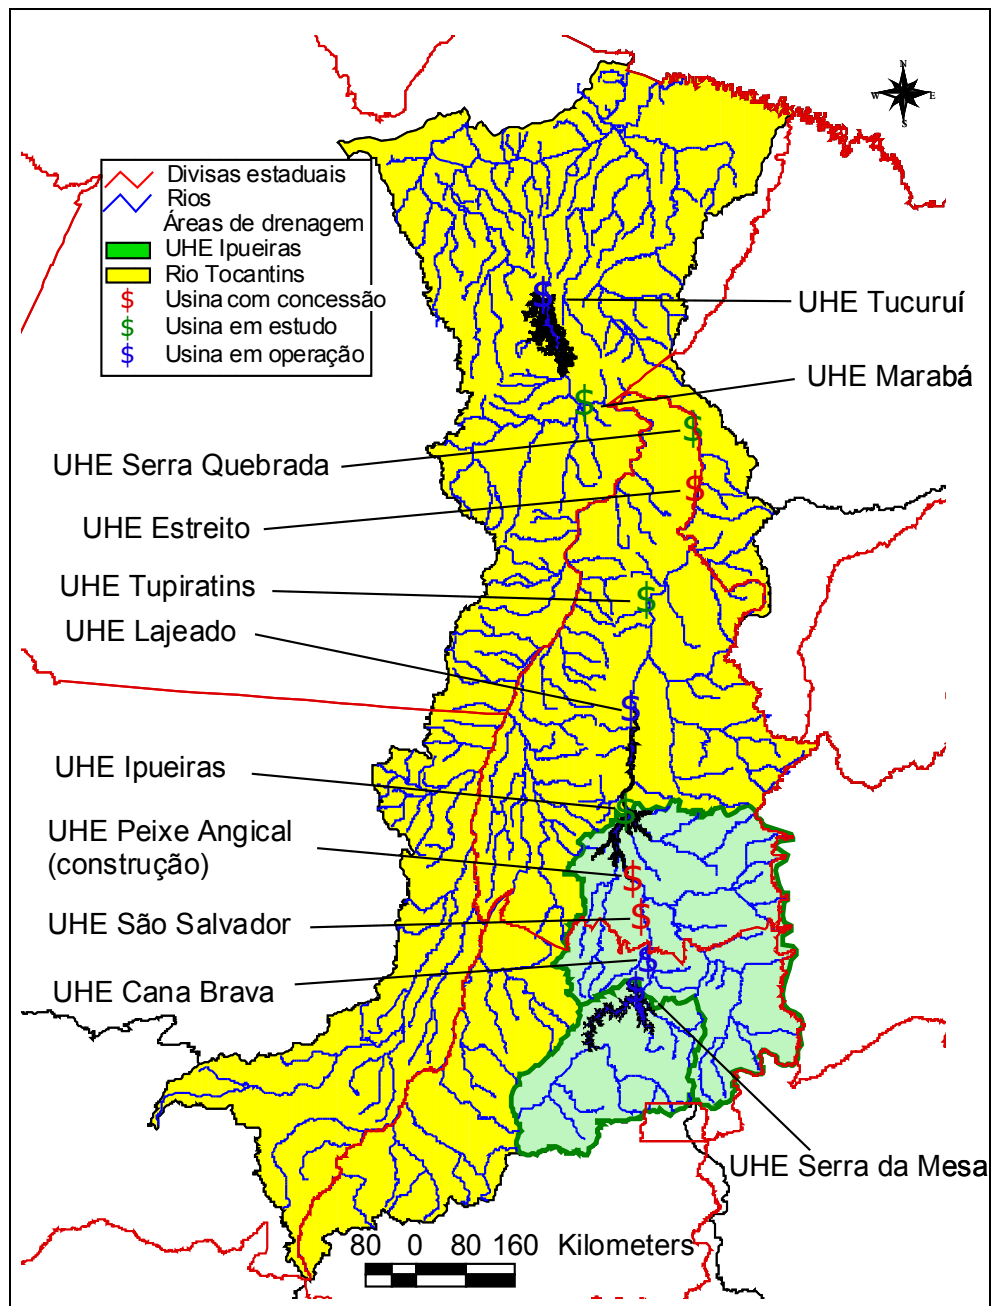 N
W
E
S
Divisas estaduais
Rios
Áreas de drenagem
UHE Ipueiras
Rio Tocantins
$ Usina com concessão
$ Usina em estudo
$ Usina em operação
$
UHE Tucuruí
UHE Marabá
$
$
UHE Serra Quebrada
$
UHE Estreito
UHE Tupiratins
$
UHE Lajeado
$
UHE Ipueiras
$
UHE Peixe Angical
(construção)
$
UHE São Salvador
$
$
UHE Cana Brava
$
UHE Serra da Mesa
80 0 80 160 Kilometers